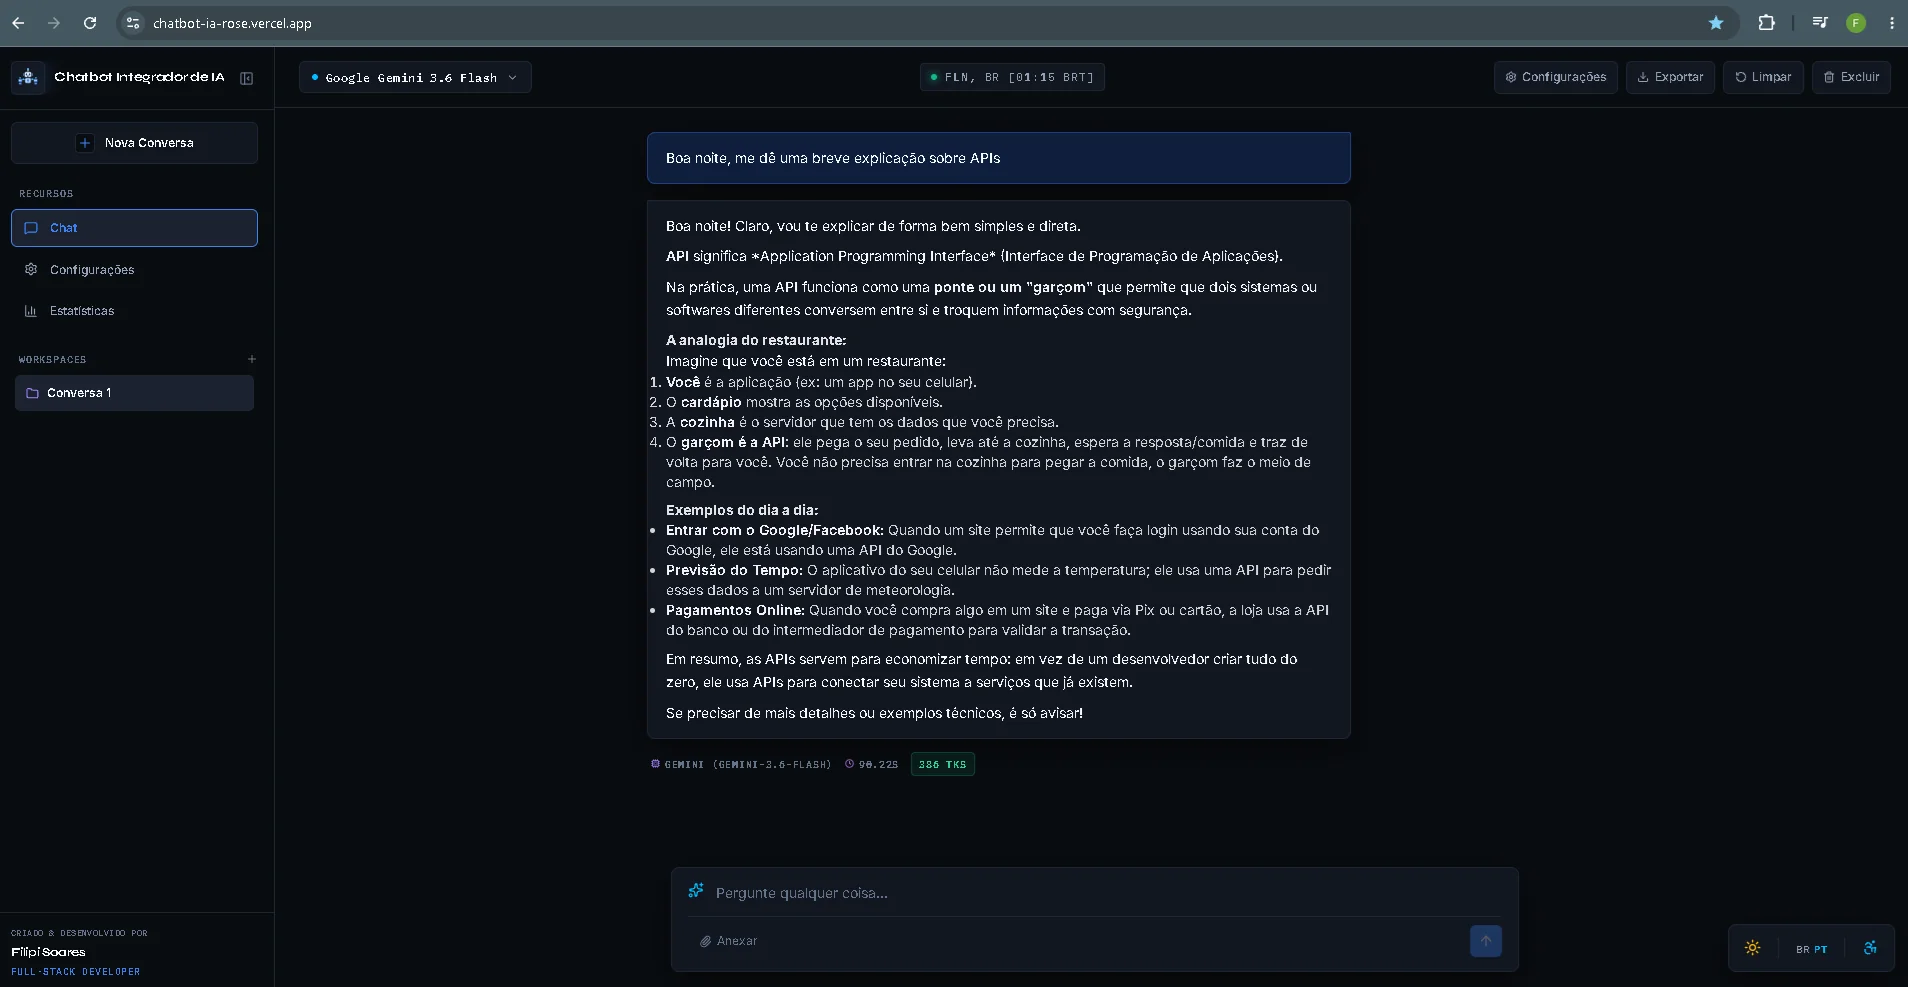 chatbot-ia-rose.vercel.app
F
Chatbot Integrador de IA
Google Gemini 3.6 Flash
FLN, BR [01:15 BRT]
Configurações
Exportar
Limpar
Excluir
Nova Conversa
RECURSOS
Chat
Configurações
Estatísticas
WORKSPACES
Conversa 1
Boa noite, me dê uma breve explicação sobre APIs
Boa noite! Claro, vou te explicar de forma bem simples e direta.
API significa *Application Programming Interface* (Interface de Programação de Aplicações).
Na prática, uma API funciona como uma ponte ou um "garçom" que permite que dois sistemas ou
softwares diferentes conversem entre si e troquem informações com segurança.
A analogia do restaurante:
Imagine que você está em um restaurante:
1. Você é a aplicação (ex: um app no seu celular).
2. O cardápio mostra as opções disponíveis.
3. A cozinha é o servidor que tem os dados que você precisa.
4. O garçom é a API: ele pega o seu pedido, leva até a cozinha, espera a resposta/comida e traz de
volta para você. Você não precisa entrar na cozinha para pegar a comida, o garçom faz o meio de
campo.
Exemplos do dia a dia:
• Entrar com o Google/Facebook: Quando um site permite que você faça login usando sua conta do
Google, ele está usando uma API do Google.
• Previsão do Tempo: O aplicativo do seu celular não mede a temperatura; ele usa uma API para pedir
esses dados a um servidor de meteorologia.
• Pagamentos Online: Quando você compra algo em um site e paga via Pix ou cartão, a loja usa a API
do banco ou do intermediador de pagamento para validar a transação.
Em resumo, as APIs servem para economizar tempo: em vez de um desenvolvedor criar tudo do
zero, ele usa APIs para conectar seu sistema a serviços que já existem.
Se precisar de mais detalhes ou exemplos técnicos, é só avisar!
GEMINI (GEMINI-3.6-FLASH)
90.22S
386 TKS
Pergunte qualquer coisa...
Anexar
CRIADO & DESENVOLVIDO POR
Filipi Soares
FULL-STACK DEVELOPER
BR PT